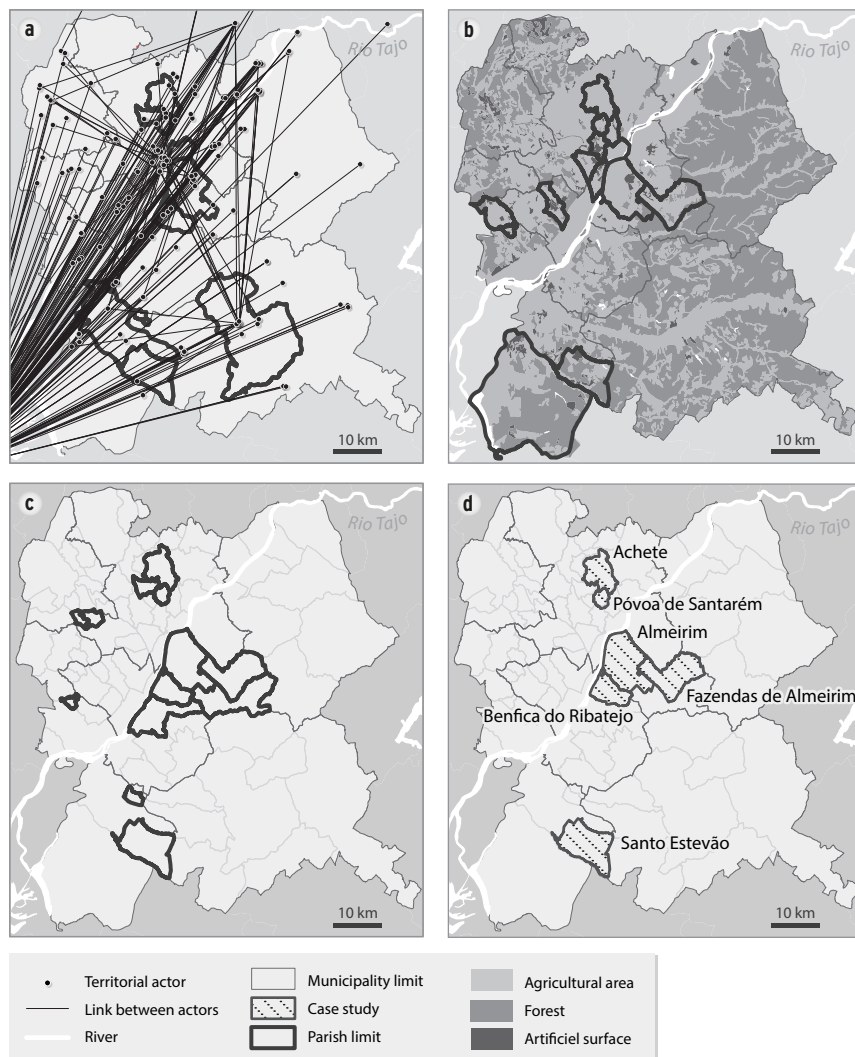 a
Rio Tajo
10 km
b
10 km
c
Rio Tajo
10 km
d
Rio Tajo
Achete
Póvoa de Santarém
Almeirim
Fazendas de Almeirim
Benfica do Ribatejo
Santo Estevão
10 km
Territorial actor
Link between actors
River
Municipality limit
Case study
Parish limit
Agricultural area
Forest
Artificiel surface